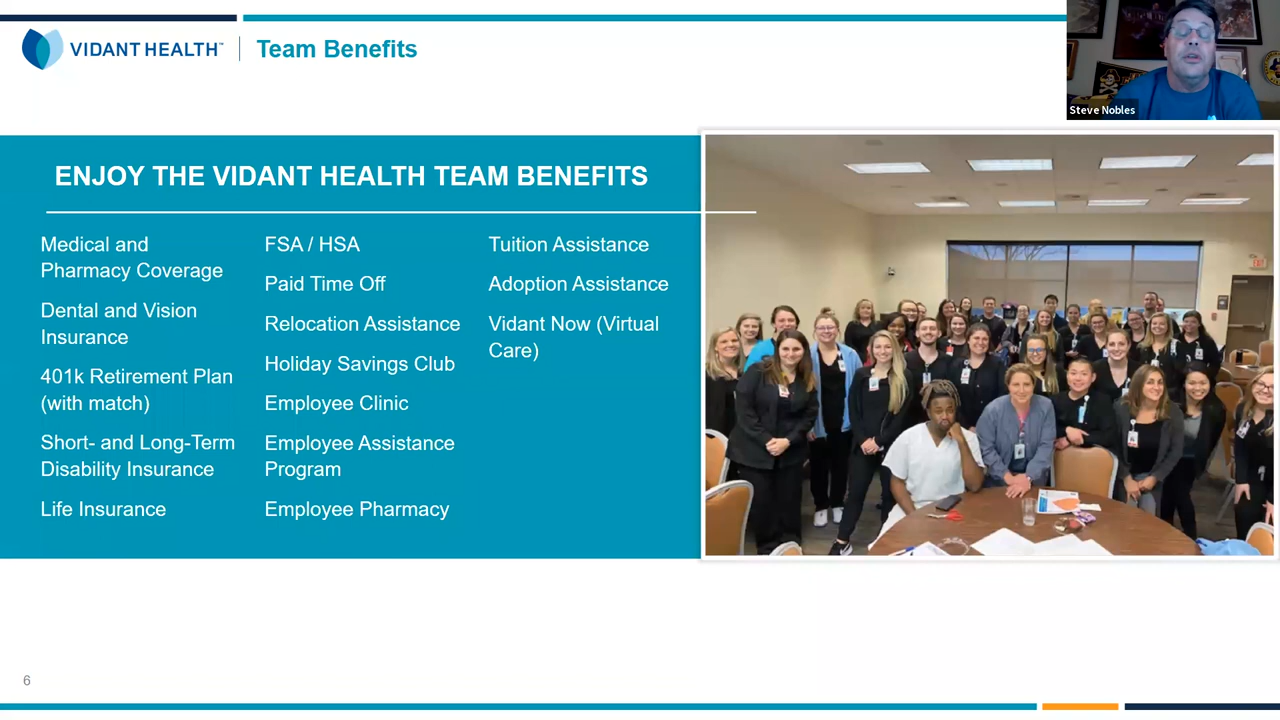 VIDANT HEALTH™
Team Benefits
Steve Nobles
ENJOY THE VIDANT HEALTH TEAM BENEFITS
Medical and
Pharmacy Coverage
Dental and Vision
Insurance
401k Retirement Plan
(with match)
Short- and Long-Term
Disability Insurance
Life Insurance
FSA / HSA
Paid Time Off
Relocation Assistance
Holiday Savings Club
Employee Clinic
Employee Assistance
Program
Employee Pharmacy
Tuition Assistance
Adoption Assistance
Vidant Now (Virtual
Care)
6